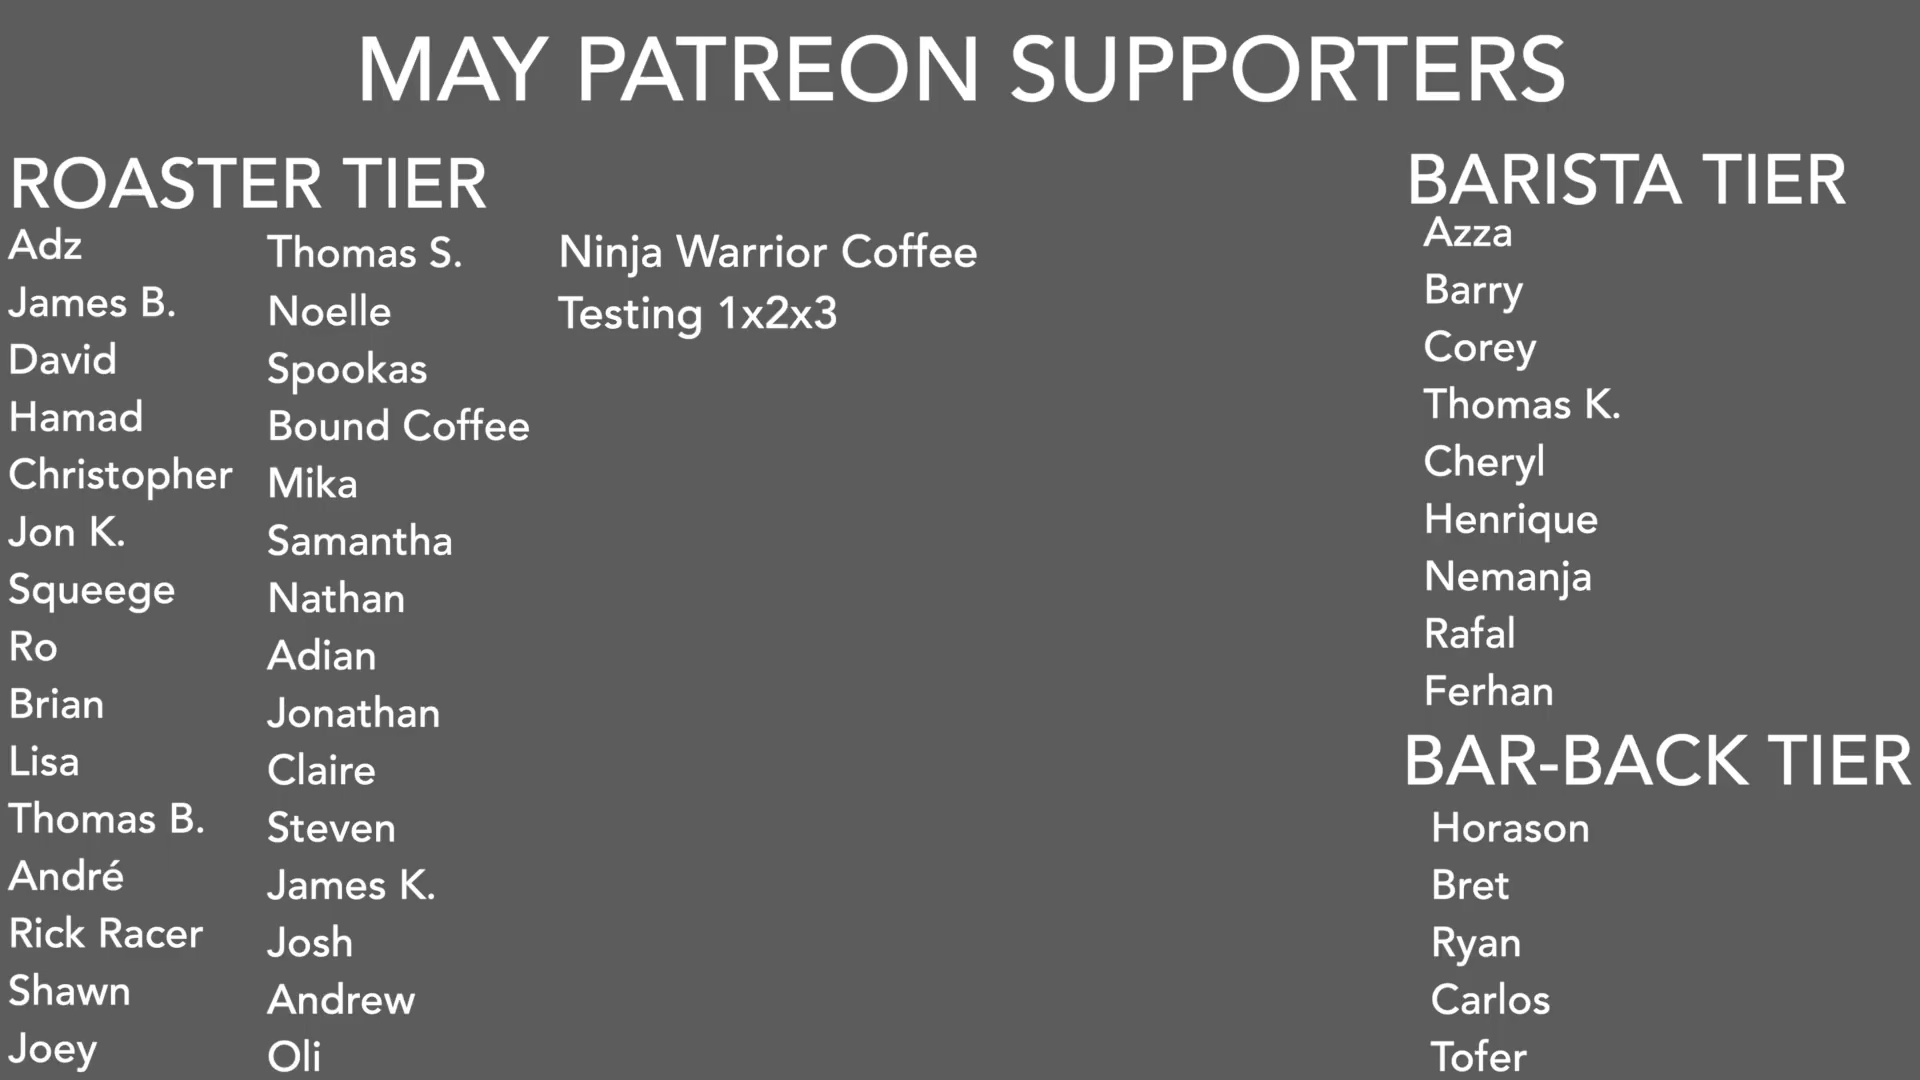 MAY PATREON SUPPORTERS
ROASTER TIER
Adz
James B.
David
Hamad
Christopher
Jon K.
Squeege
Ro
Brian
Lisa
Thomas B.
André
Rick Racer
Shawn
Joey
Thomas S.
Noelle
Spookas
Bound Coffee
Mika
Samantha
Nathan
Adian
Jonathan
Claire
Steven
James K.
Josh
Andrew
Oli
Ninja Warrior Coffee
Testing 1x2x3
BARISTA TIER
Azza
Barry
Corey
Thomas K.
Cheryl
Henrique
Nemanja
Rafal
Ferhan
BAR-BACK TIER
Horason
Bret
Ryan
Carlos
Tofer